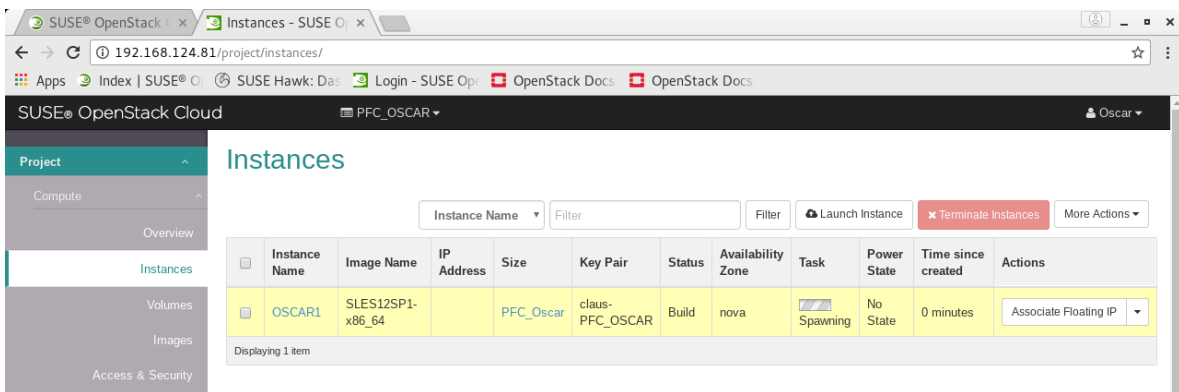 SUSE® OpenStack
Instances - SUSE O
192.168.124.81/project/instances/
Apps Index | SUSE® O SUSE Hawk: Das Login - SUSE Ope OpenStack Docs: OpenStack Docs:
SUSE® OpenStack Cloud PFC_OSCAR Oscar
Project
Instances
Compute
Instance Name Filter Filter Launch Instance Terminate Instances More Actions
Overview
Instance Name Image Name IP Address Size Key Pair Status Availability Zone Task Power State Time since created Actions
Instances
OSCAR1 SLES12SP1-x86_64 PFC_Oscar claus-PFC_OSCAR Build nova Spawning No State 0 minutes Associate Floating IP
Volumes
Images
Displaying 1 item
Access & Security